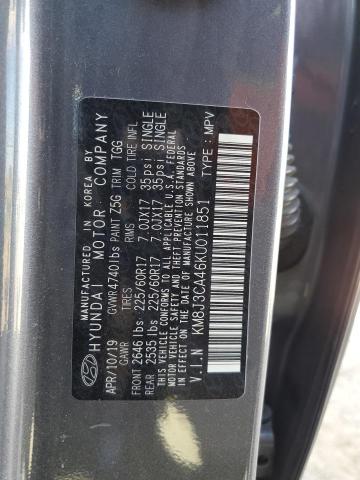 MANUFACTURED IN KOREA BY
HYUNDAI MOTOR COMPANY
APR/10/19 GVWR 4740lbs PAINT Z5G TRIM TGG
GAWR TIRES RIMS COLD TIRE INFL.
FRONT 2646 lbs 225/60R17 7.0JX17 35psi SINGLE
REAR 2535 lbs 225/60R17 7.0JX17 35psi SINGLE
THIS VEHICLE CONFORMS TO ALL APPLICABLE U.S. FEDERAL
MOTOR VEHICLE SAFETY, BUMPER, AND THEFT PREVENTION STANDARDS
IN EFFECT ON THE DATE OF MANUFACTURE SHOWN ABOVE.
V.I.N KM8J3CA46KU011851 TYPE: MPV